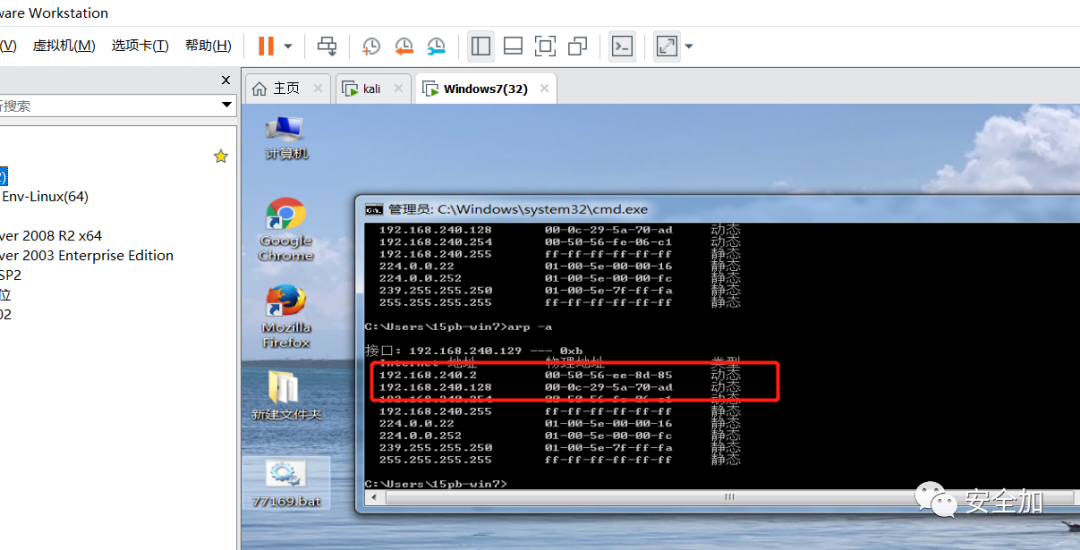 ware Workstation
(V) 虚拟机(M) 选项卡(T) 帮助(H)
主页
kali
Windows7(32)
搜索
Env-Linux(64)
ver 2008 R2 x64
ver 2003 Enterprise Edition
SP2
位
02
计算机
Google
Chrome
Mozilla
Firefox
新建文件夹
77169.bat
管理员: C:\Windows\system32\cmd.exe
192.168.240.128 00-0c-29-5a-70-ad 动态
192.168.240.254 00-50-56-fe-06-c1 动态
192.168.240.255 ff-ff-ff-ff-ff-ff 静态
224.0.0.22 01-00-5e-00-00-16 静态
224.0.0.252 01-00-5e-00-00-fc 静态
239.255.255.250 01-00-5e-7f-ff-fa 静态
255.255.255.255 ff-ff-ff-ff-ff-ff 静态
C:\Users\15pb-win7>arp -a
接口: 192.168.240.129 --- 0xb
Internet 地址 物理地址 类型
192.168.240.2 00-50-56-ee-8d-85 动态
192.168.240.128 00-0c-29-5a-70-ad 动态
192.168.240.254 00-50-56-fe-06-c1 动态
192.168.240.255 ff-ff-ff-ff-ff-ff 静态
224.0.0.22 01-00-5e-00-00-16 静态
224.0.0.252 01-00-5e-00-00-fc 静态
239.255.255.250 01-00-5e-7f-ff-fa 静态
255.255.255.255 ff-ff-ff-ff-ff-ff 静态
C:\Users\15pb-win7>
安全加